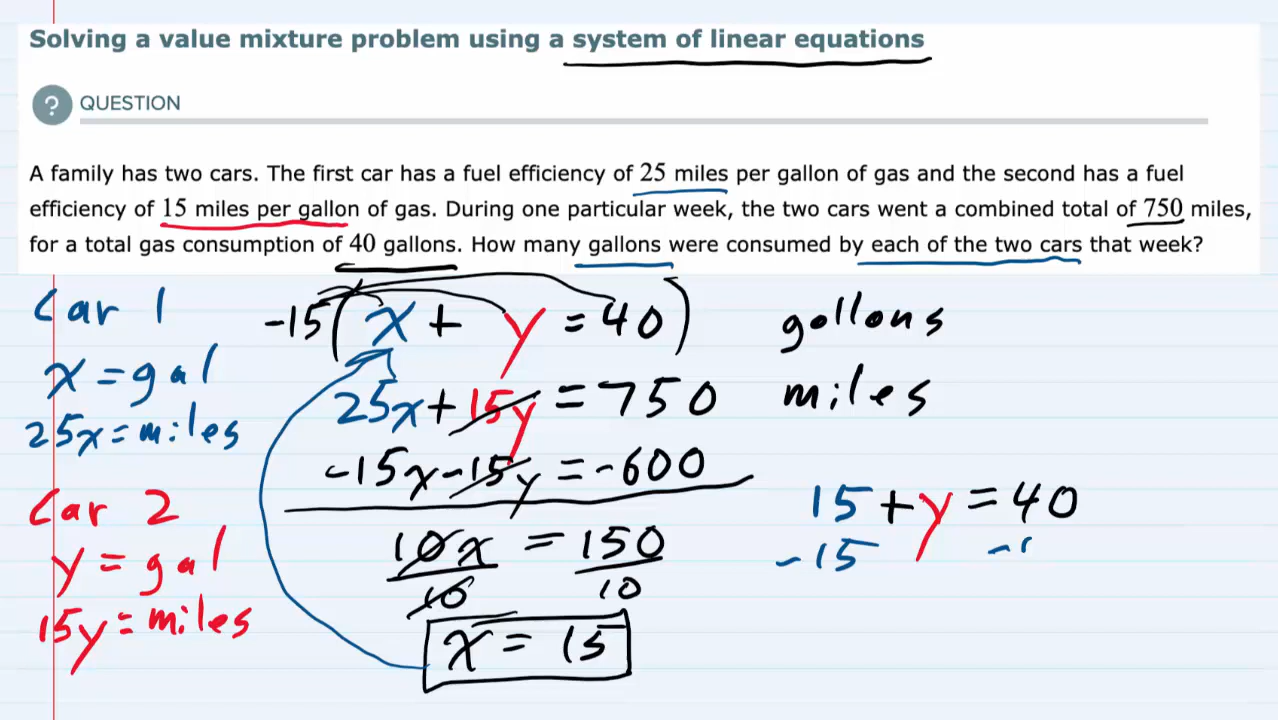 Solving a value mixture problem using a system of linear equations
? QUESTION
A family has two cars. The first car has a fuel efficiency of 25 miles per gallon of gas and the second has a fuel
efficiency of 15 miles per gallon of gas. During one particular week, the two cars went a combined total of 750 miles,
for a total gas consumption of 40 gallons. How many gallons were consumed by each of the two cars that week?
Car 1
x = gal
25x = miles
Car 2
y = gal
15y = miles
-15(x + y = 40) gallons
25x + 15y = 750 miles
-15x - 15y = -600
10x = 150
10 10
x = 15
15 + y = 40
-15 -1